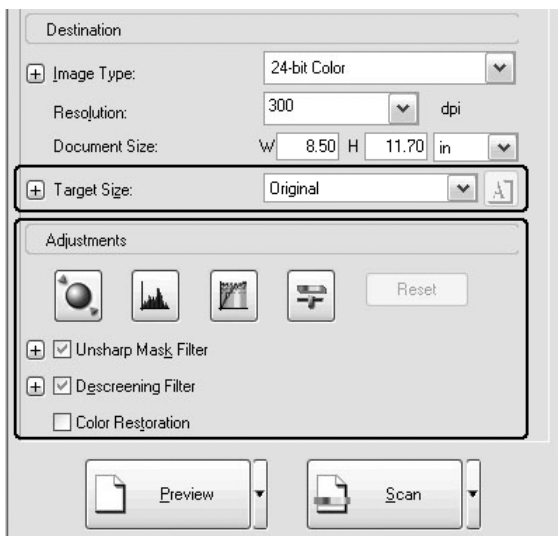 Destination
Image Type: 24-bit Color
Resolution: 300 dpi
Document Size: W 8.50 H 11.70 in
Target Size: Original A
Adjustments
Reset
Unsharp Mask Filter
Descreening Filter
Color Restoration
Preview Scan